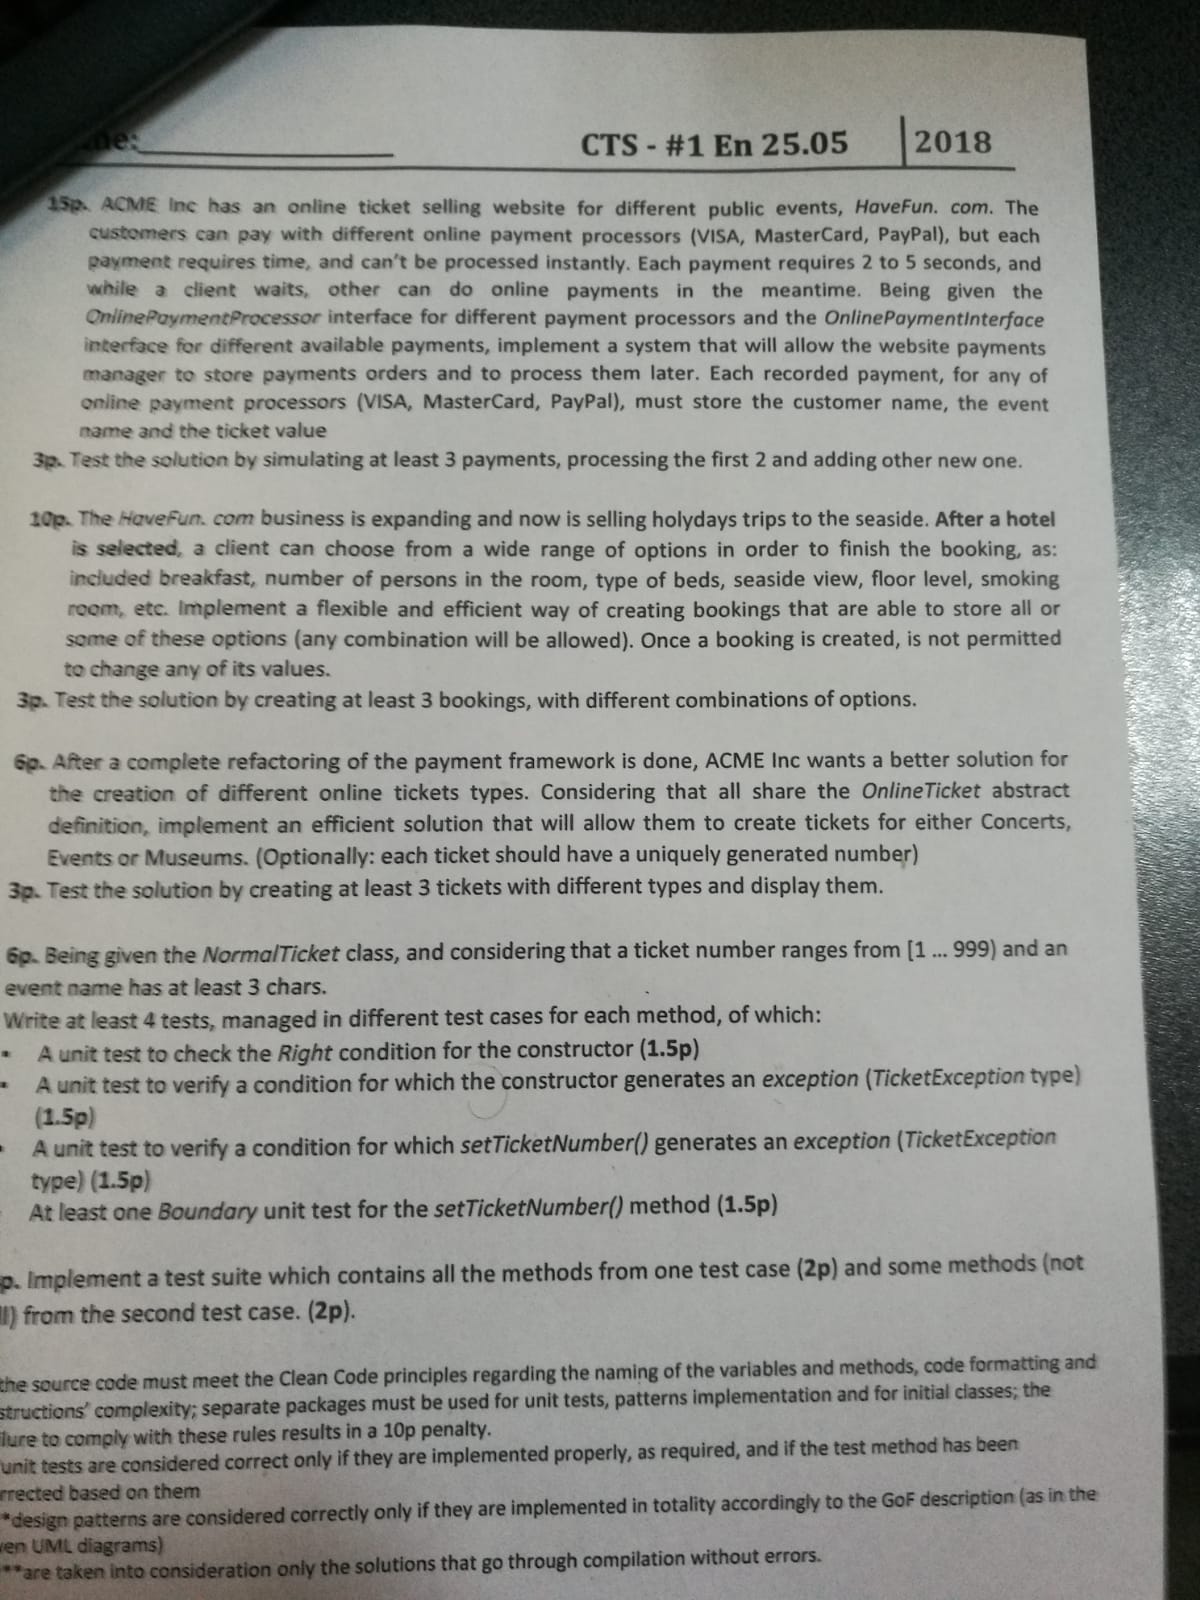 CTS - #1 En 25.05 2018
15p. ACME Inc has an online ticket selling website for different public events, HaveFun. com. The
customers can pay with different online payment processors (VISA, MasterCard, PayPal), but each
payment requires time, and can't be processed instantly. Each payment requires 2 to 5 seconds, and
while a client waits, other can do online payments in the meantime. Being given the
OnlinePaymentProcessor interface for different payment processors and the OnlinePaymentInterface
interface for different available payments, implement a system that will allow the website payments
manager to store payments orders and to process them later. Each recorded payment, for any of
online payment processors (VISA, MasterCard, PayPal), must store the customer name, the event
name and the ticket value
3p. Test the solution by simulating at least 3 payments, processing the first 2 and adding other new one.
10p. The HaveFun. com business is expanding and now is selling holydays trips to the seaside. After a hotel
is selected, a client can choose from a wide range of options in order to finish the booking, as:
included breakfast, number of persons in the room, type of beds, seaside view, floor level, smoking
room, etc. Implement a flexible and efficient way of creating bookings that are able to store all or
some of these options (any combination will be allowed). Once a booking is created, is not permitted
to change any of its values.
3p. Test the solution by creating at least 3 bookings, with different combinations of options.
6p. After a complete refactoring of the payment framework is done, ACME Inc wants a better solution for
the creation of different online tickets types. Considering that all share the OnlineTicket abstract
definition, implement an efficient solution that will allow them to create tickets for either Concerts,
Events or Museums. (Optionally: each ticket should have a uniquely generated number)
3p. Test the solution by creating at least 3 tickets with different types and display them.
6p. Being given the NormalTicket class, and considering that a ticket number ranges from [1 ... 999) and an
event name has at least 3 chars.
Write at least 4 tests, managed in different test cases for each method, of which:
▪ A unit test to check the Right condition for the constructor (1.5p)
▪ A unit test to verify a condition for which the constructor generates an exception (TicketException type)
(1.5p)
▪ A unit test to verify a condition for which setTicketNumber() generates an exception (TicketException
type) (1.5p)
At least one Boundary unit test for the setTicketNumber() method (1.5p)
p. Implement a test suite which contains all the methods from one test case (2p) and some methods (not
ll) from the second test case. (2p).
the source code must meet the Clean Code principles regarding the naming of the variables and methods, code formatting and
structions' complexity; separate packages must be used for unit tests, patterns implementation and for initial classes; the
ilure to comply with these rules results in a 10p penalty.
unit tests are considered correct only if they are implemented properly, as required, and if the test method has been
rrected based on them
*design patterns are considered correctly only if they are implemented in totality accordingly to the GoF description (as in the
ven UML diagrams)
**are taken into consideration only the solutions that go through compilation without errors.